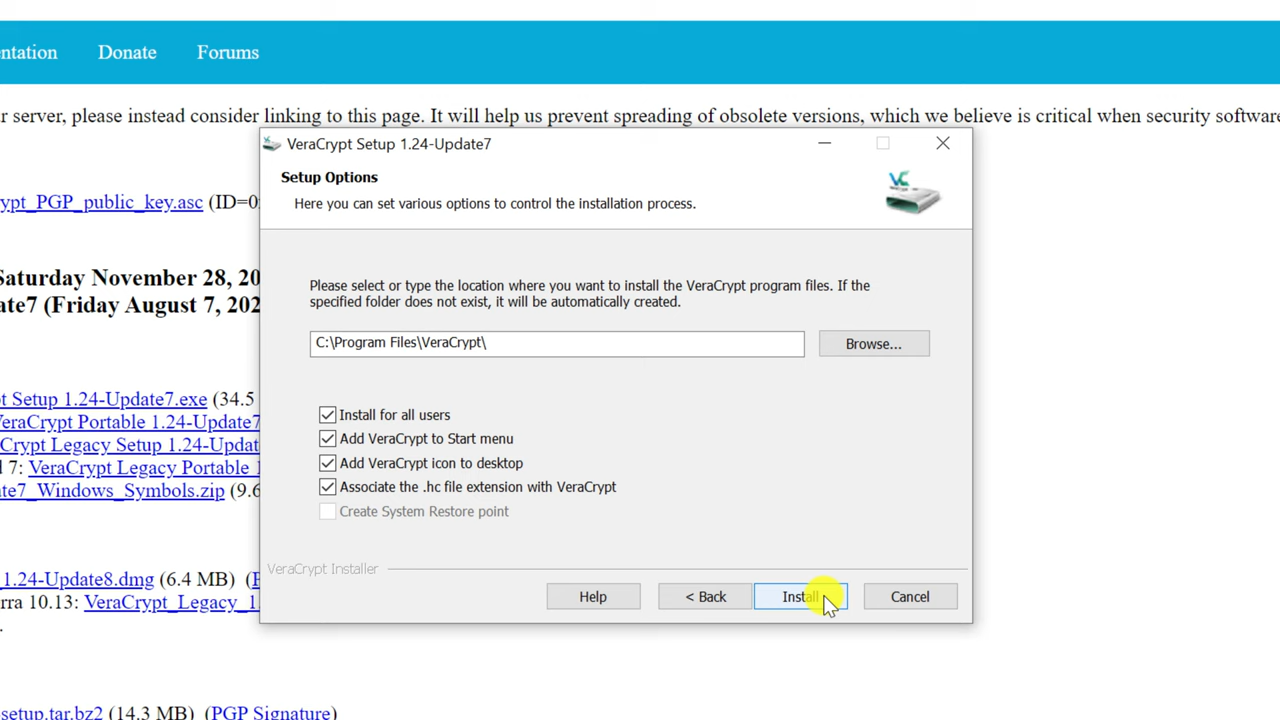 ntation Donate Forums
r server, please instead consider linking to this page. It will help us prevent spreading of obsolete versions, which we believe is critical when security software
VeraCrypt Setup 1.24-Update7
Setup Options
Here you can set various options to control the installation process.
VC
ypt_PGP_public_key.asc (ID=0
Saturday November 28, 20
ate7 (Friday August 7, 202
Please select or type the location where you want to install the VeraCrypt program files. If the
specified folder does not exist, it will be automatically created.
C:\Program Files\VeraCrypt\ Browse...
pt Setup 1.24-Update7.exe (34.5
VeraCrypt Portable 1.24-Update7
Crypt Legacy Setup 1.24-Updat
d 7: VeraCrypt Legacy Portable 1
te7_Windows_Symbols.zip (9.6
Install for all users
Add VeraCrypt to Start menu
Add VeraCrypt icon to desktop
Associate the .hc file extension with VeraCrypt
Create System Restore point
VeraCrypt Installer
1.24-Update8.dmg (6.4 MB) (P
rra 10.13: VeraCrypt_Legacy_1.
.
Help < Back Install Cancel
setup.tar.bz2 (14.3 MB) (PGP Signature)